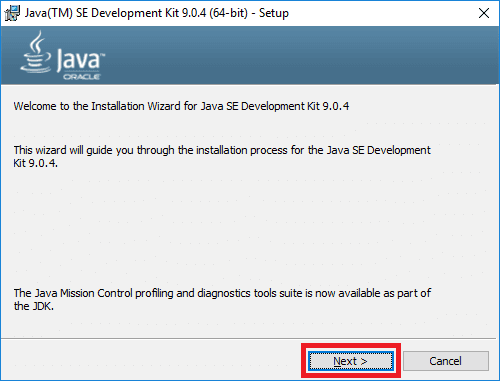 Java(TM) SE Development Kit 9.0.4 (64-bit) - Setup
Java™
ORACLE
Welcome to the Installation Wizard for Java SE Development Kit 9.0.4
This wizard will guide you through the installation process for the Java SE Development
Kit 9.0.4.
The Java Mission Control profiling and diagnostics tools suite is now available as part of
the JDK.
Next >
Cancel